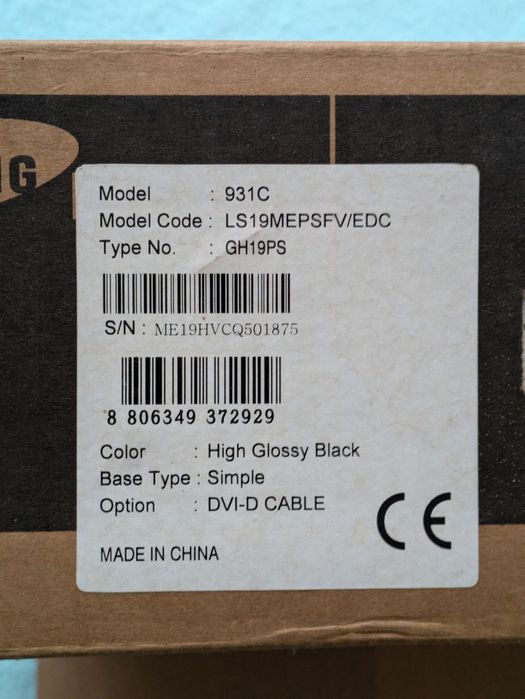 NG
Model : 931C
Model Code : LS19MEPSFV/EDC
Type No. : GH19PS
S/N : ME19HVCQ501875
8 806349 372929
Color : High Glossy Black
Base Type : Simple
Option : DVI-D CABLE
CE
MADE IN CHINA